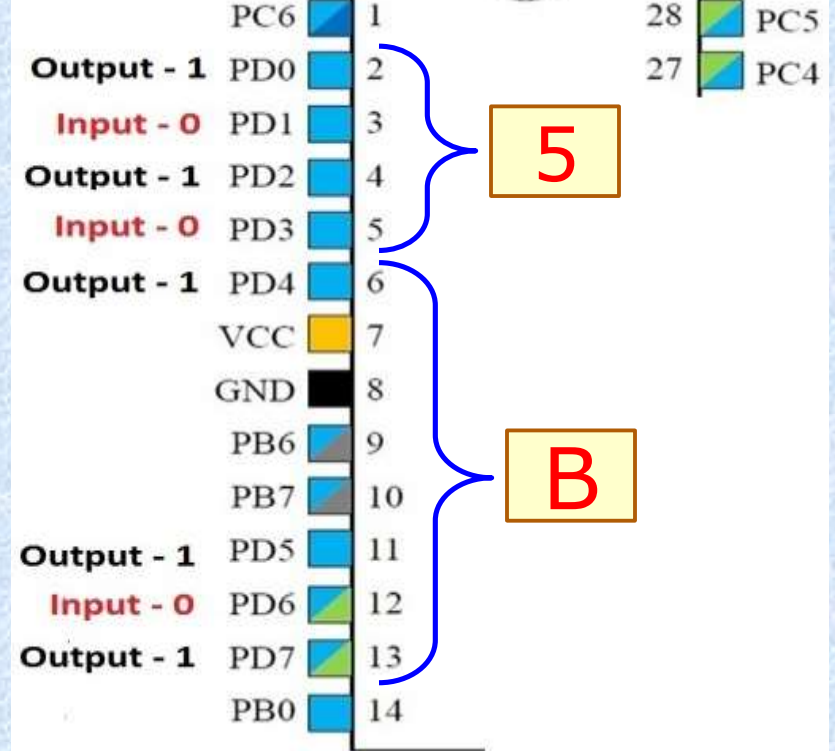 PC6 1 28 PC5
Output - 1 PD0 2 27 PC4
Input - 0 PD1 3
5
Output - 1 PD2 4
Input - 0 PD3 5
Output - 1 PD4 6
VCC 7
GND 8
PB6 9
B
PB7 10
Output - 1 PD5 11
Input - 0 PD6 12
Output - 1 PD7 13
PB0 14